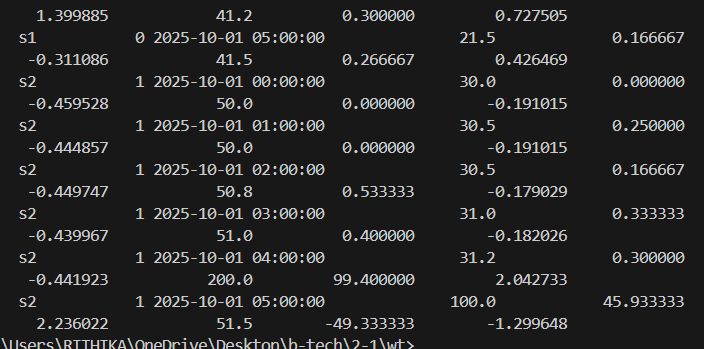 1.399885 41.2 0.300000 0.727505
s1 0 2025-10-01 05:00:00 21.5 0.166667
-0.311086 41.5 0.266667 0.426469
s2 1 2025-10-01 00:00:00 30.0 0.000000
-0.459528 50.0 0.000000 -0.191015
s2 1 2025-10-01 01:00:00 30.5 0.250000
-0.444857 50.0 0.000000 -0.191015
s2 1 2025-10-01 02:00:00 30.5 0.166667
-0.449747 50.8 0.533333 -0.179029
s2 1 2025-10-01 03:00:00 31.0 0.333333
-0.439967 51.0 0.400000 -0.182026
s2 1 2025-10-01 04:00:00 31.2 0.300000
-0.441923 200.0 99.400000 2.042733
s2 1 2025-10-01 05:00:00 100.0 45.933333
2.236022 51.5 -49.333333 -1.299648
\Users\RITHIKA\OneDrive\Desktop\b-tech\2-1\wt>